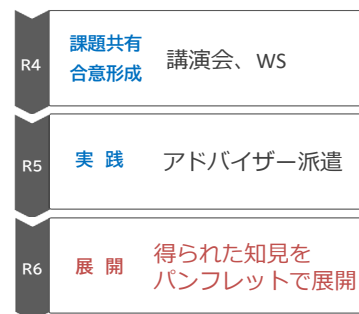 R4
課題共有
合意形成
講演会、WS
R5
実 践
アドバイザー派遣
R6
展 開
得られた知見を
パンフレットで展開